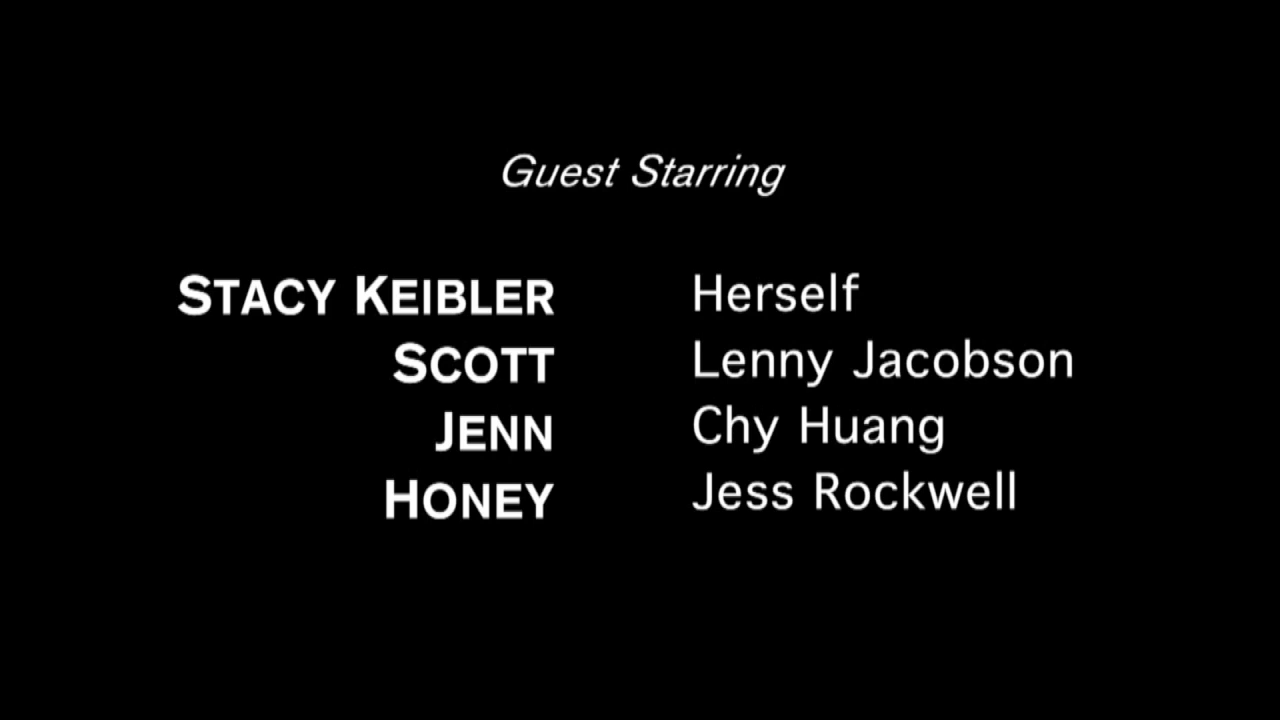 Guest Starring
STACY KEIBLER Herself
SCOTT Lenny Jacobson
JENN Chy Huang
HONEY Jess Rockwell